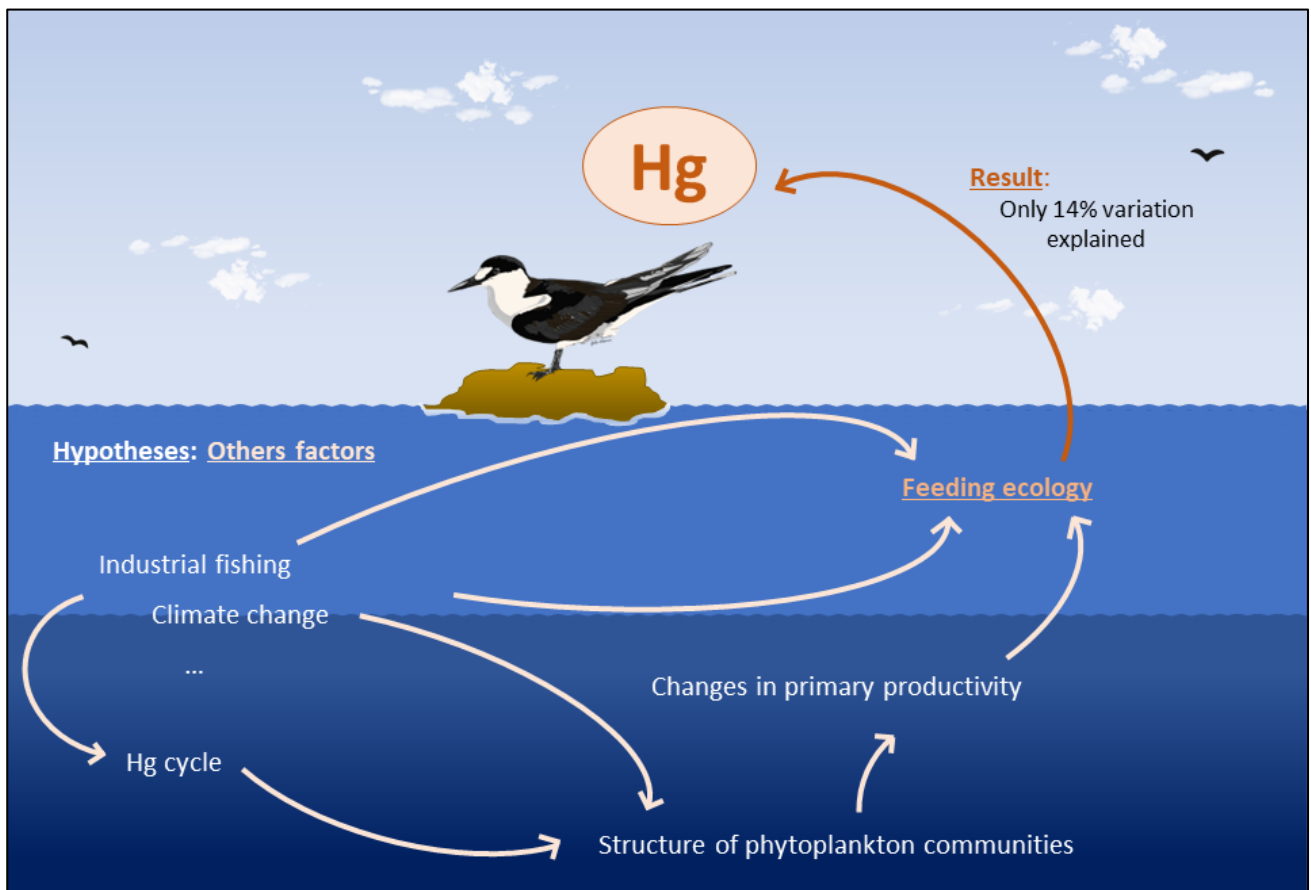 Hg
Result:
Only 14% variation
explained
Hypotheses: Others factors
Feeding ecology
Industrial fishing
Climate change
...
Changes in primary productivity
Hg cycle
Structure of phytoplankton communities